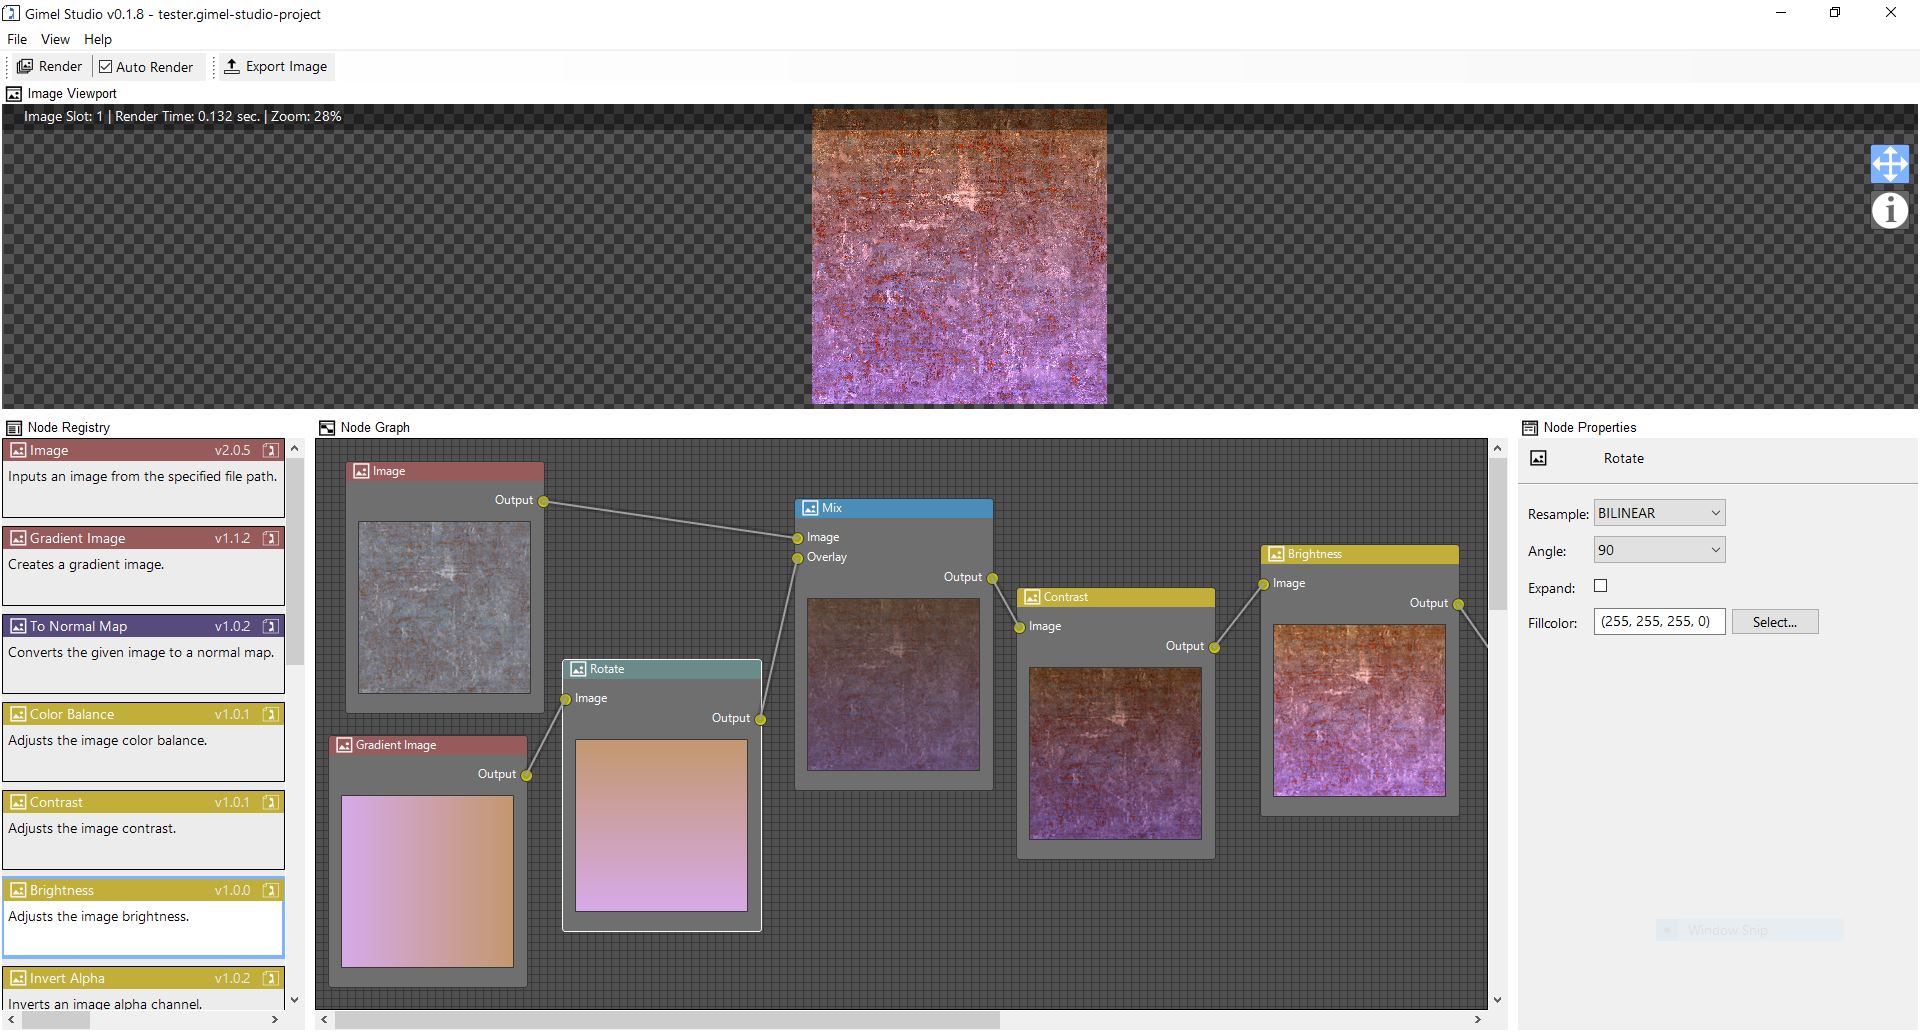 Gimel Studio v0.1.8 - tester.gimel-studio-project
File View Help
Render Auto Render Export Image
Image Viewport
Image Slot: 1 | Render Time: 0.132 sec. | Zoom: 28%
Node Registry
Image v2.0.5
Inputs an image from the specified file path.
Gradient Image v1.1.2
Creates a gradient image.
To Normal Map v1.0.2
Converts the given image to a normal map.
Color Balance v1.0.1
Adjusts the image color balance.
Contrast v1.0.1
Adjusts the image contrast.
Brightness v1.0.0
Adjusts the image brightness.
Invert Alpha v1.0.2
Inverts an image alpha channel.
Node Graph
Image
Output
Gradient Image
Output
Rotate
Image
Output
Mix
Image
Overlay
Output
Contrast
Image
Output
Brightness
Image
Output
Node Properties
Rotate
Resample: BILINEAR
Angle: 90
Expand:
Fillcolor: (255, 255, 255, 0) Select...
Window Snip